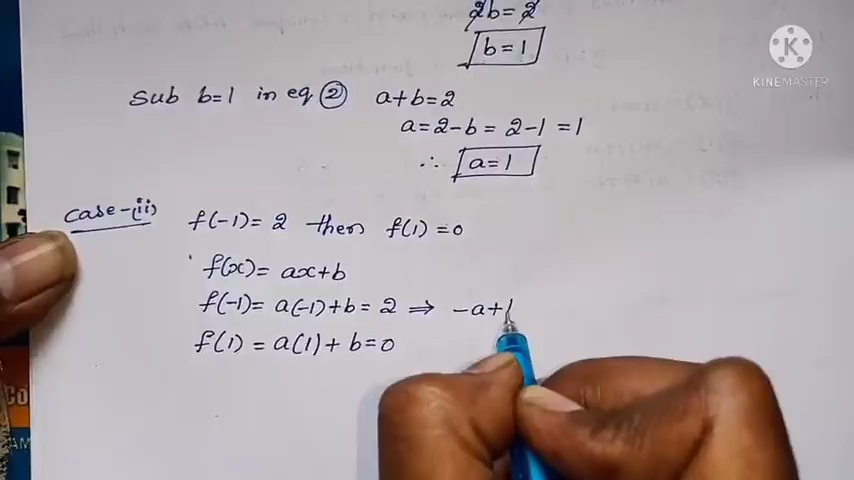 2b = 2
b = 1
K
KINEMASTER
Sub b=1 in eq ② a+b=2
a = 2-b = 2-1 = 1
∴ a=1
Case-(ii) f(-1) = 2 then f(1) = 0
f(x) = ax+b
f(-1) = a(-1)+b = 2 ⇒ -a+
f(1) = a(1)+b=0